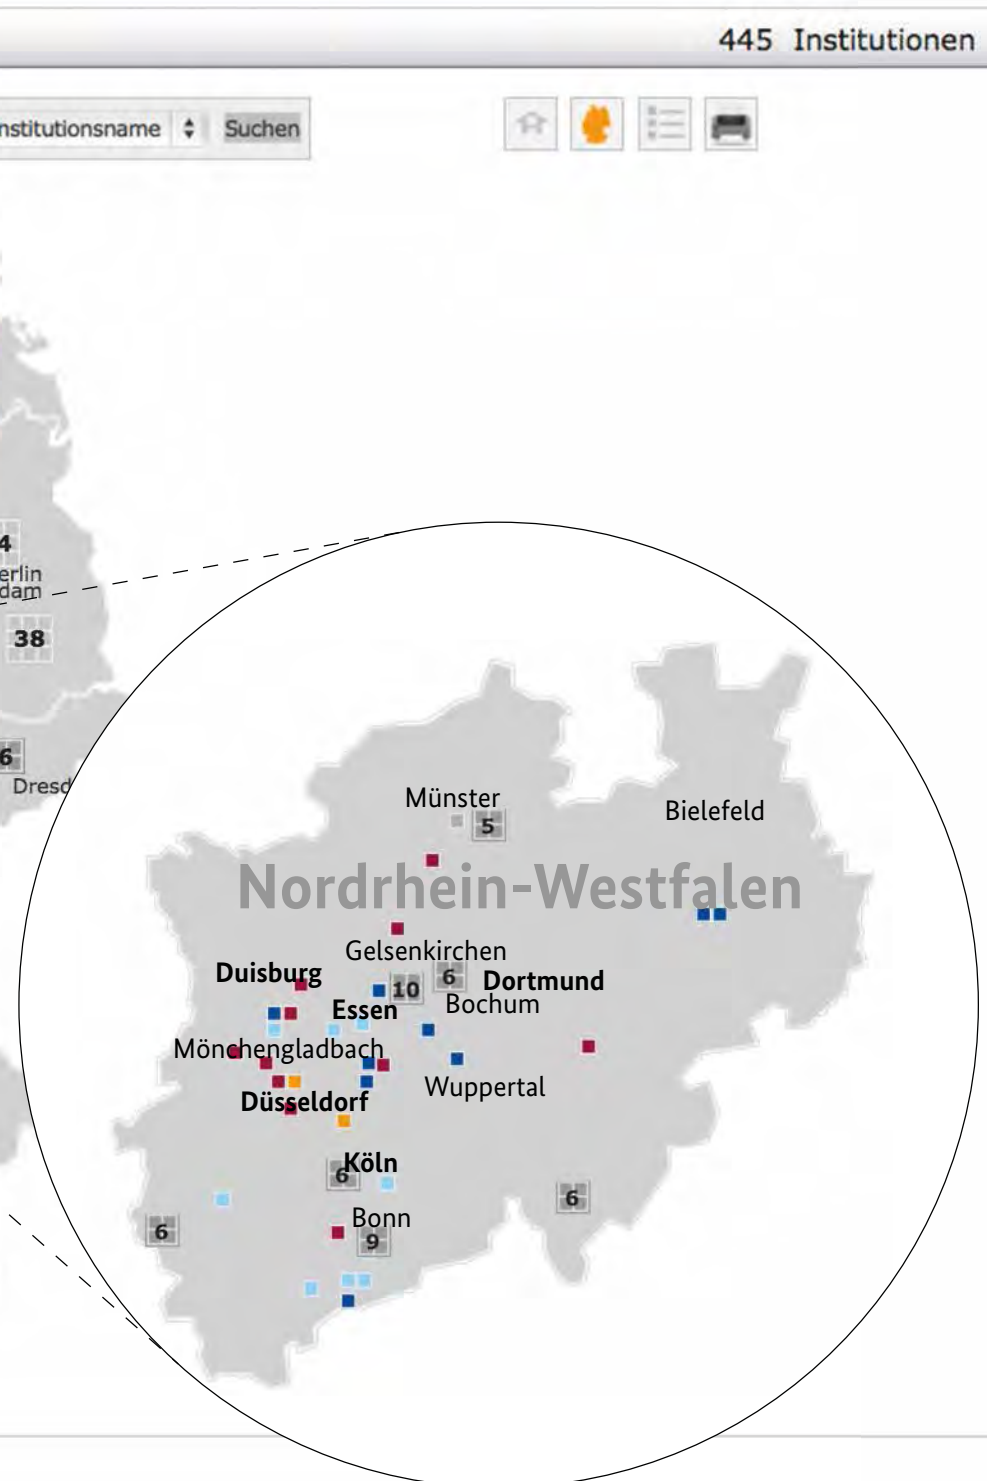 445 Institutionen
nstitutionsname
Suchen
4
erlin
dam
38
6
Dresd
Münster
5
Bielefeld
Nordrhein-Westfalen
Gelsenkirchen
Duisburg
6
Dortmund
10
Essen
Bochum
Mönchengladbach
Wuppertal
Düsseldorf
Köln
6
6
Bonn
6
9